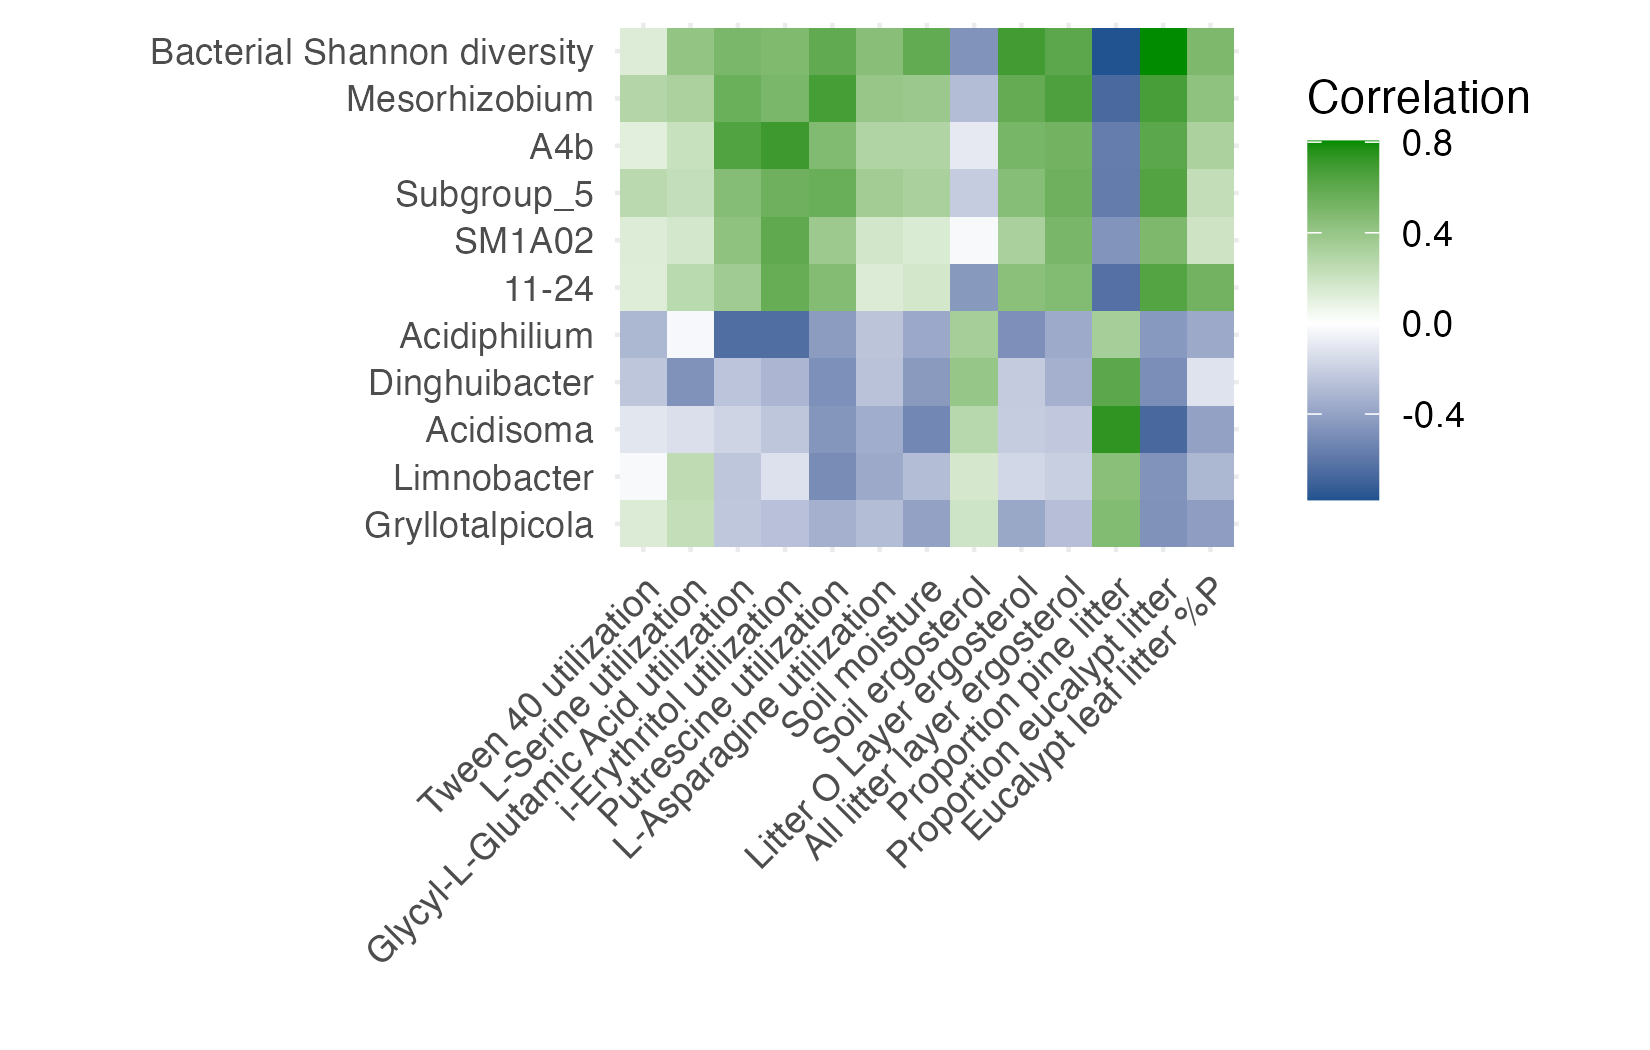 Bacterial Shannon diversity
Mesorhizobium
A4b
Subgroup_5
SM1A02
11-24
Acidiphilium
Dinghuibacter
Acidisoma
Limnobacter
Gryllotalpicola
Tween 40 utilization
L-Serine utilization
Glycyl-L-Glutamic Acid utilization
i-Erythritol utilization
Putrescine utilization
L-Asparagine utilization
Soil moisture
Soil ergosterol
Litter O Layer ergosterol
All litter layer ergosterol
Proportion pine litter
Proportion eucalypt litter
Eucalypt leaf litter %P
Correlation
0.8
0.4
0.0
-0.4